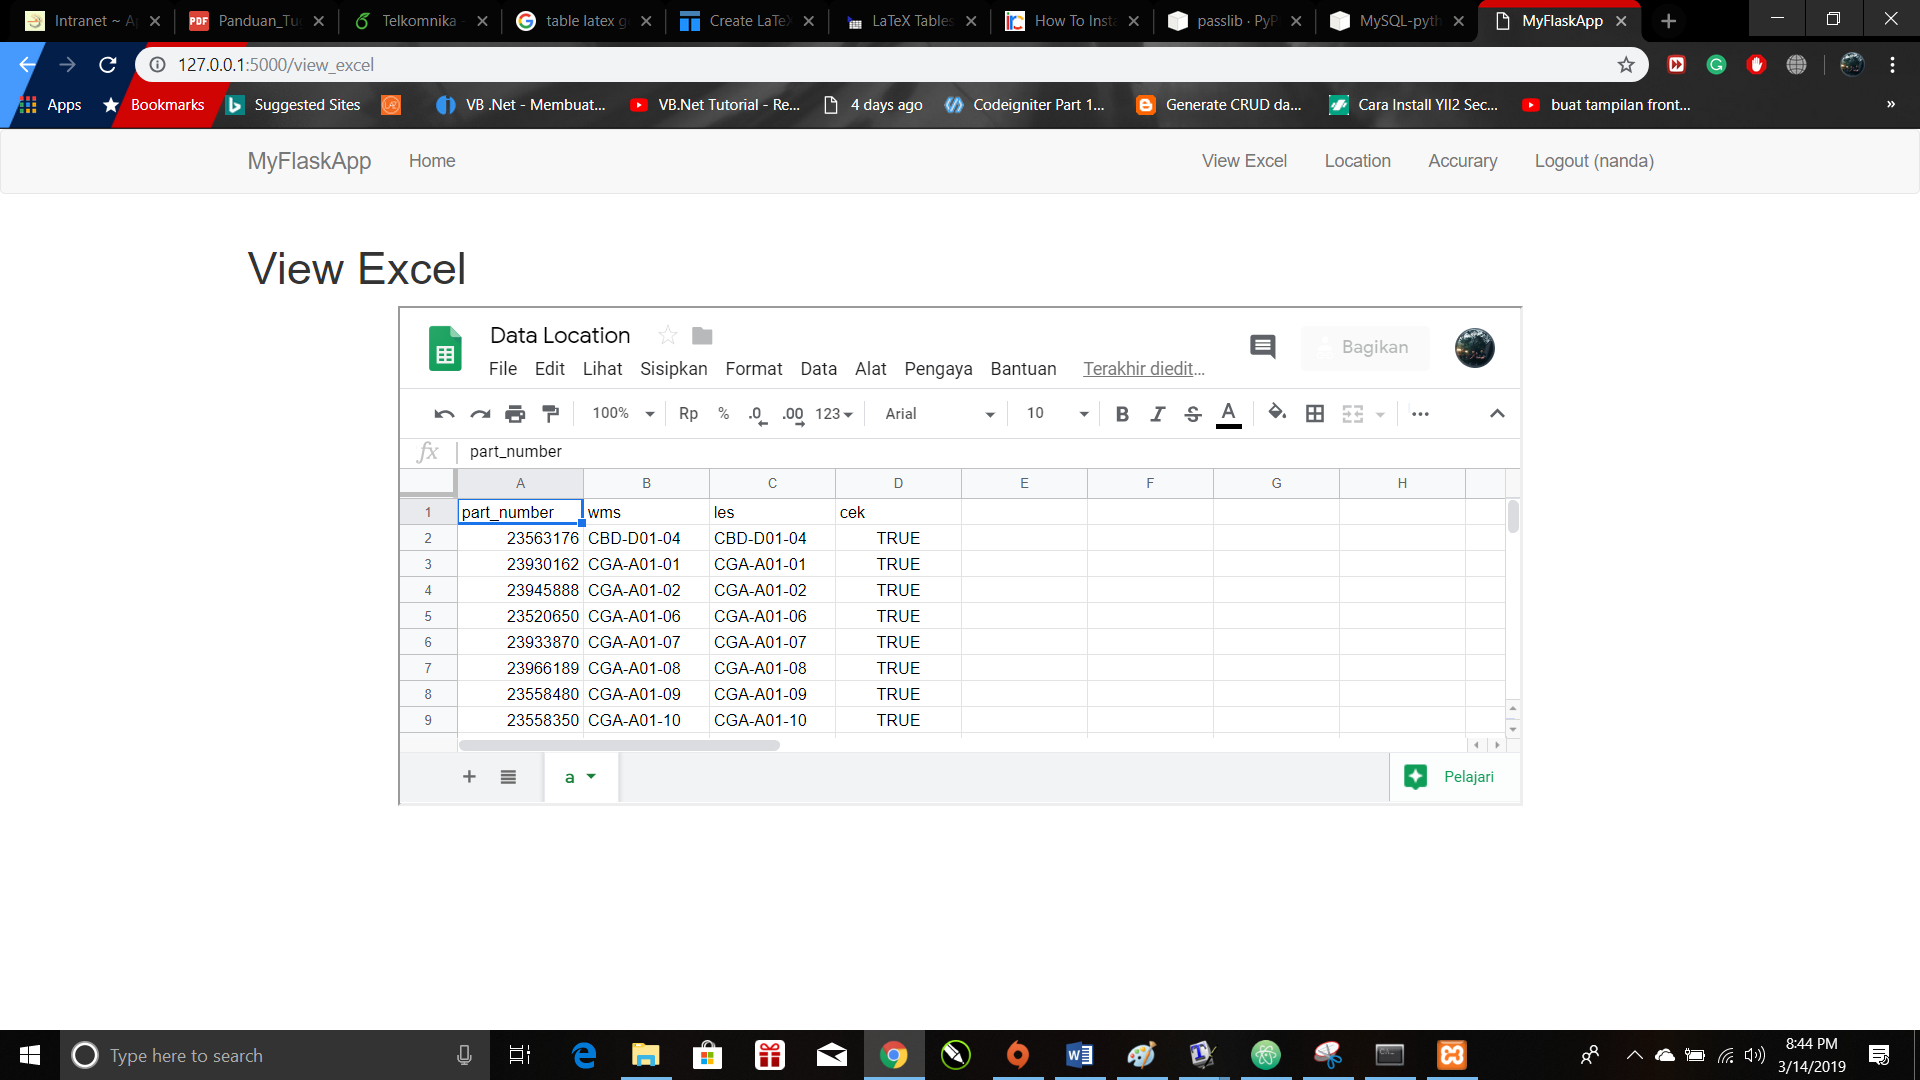 Intranet ~ A
Panduan_Tu
Telkomnika
table latex g
Create LaTeX
LaTeX Tables
How To Insta
passlib · PyP
MySQL-pyth
MyFlaskApp
127.0.0.1:5000/view_excel
Apps
Bookmarks
Suggested Sites
VB .Net - Membuat...
VB.Net Tutorial - Re...
4 days ago
Codeigniter Part 1...
Generate CRUD da...
Cara Install YII2 Sec...
buat tampilan front...
»
MyFlaskApp Home View Excel Location Accurary Logout (nanda)
View Excel
Data Location
Bagikan
File Edit Lihat Sisipkan Format Data Alat Pengaya Bantuan Terakhir diedit...
100% Rp % .0 .00 123 Arial 10 B I S A
fx part_number
A B C D E F G H
1 part_number wms les cek
2 23563176 CBD-D01-04 CBD-D01-04 TRUE
3 23930162 CGA-A01-01 CGA-A01-01 TRUE
4 23945888 CGA-A01-02 CGA-A01-02 TRUE
5 23520650 CGA-A01-06 CGA-A01-06 TRUE
6 23933870 CGA-A01-07 CGA-A01-07 TRUE
7 23966189 CGA-A01-08 CGA-A01-08 TRUE
8 23558480 CGA-A01-09 CGA-A01-09 TRUE
9 23558350 CGA-A01-10 CGA-A01-10 TRUE
a
Pelajari
Type here to search
8:44 PM
3/14/2019